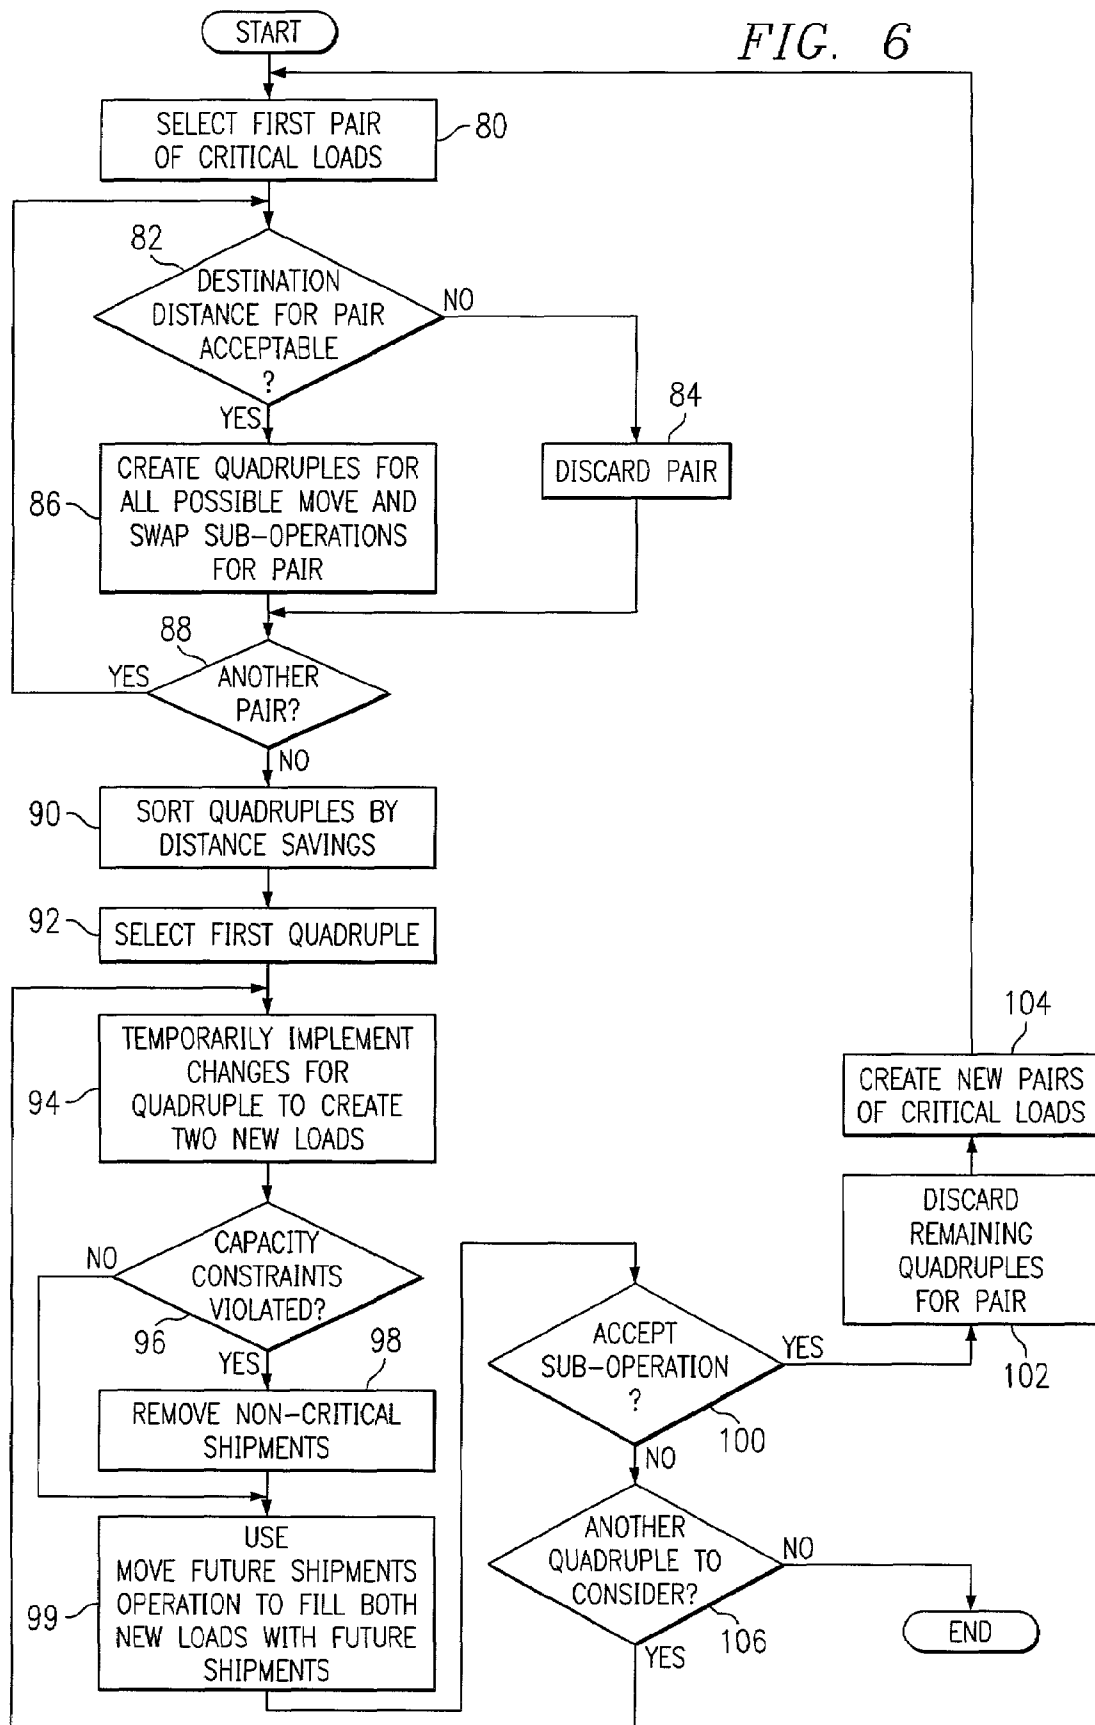 START
FIG. 6
SELECT FIRST PAIR
OF CRITICAL LOADS
80
82
DESTINATION
DISTANCE FOR PAIR
ACCEPTABLE
?
NO
YES
84
DISCARD PAIR
86
CREATE QUADRUPLES FOR
ALL POSSIBLE MOVE AND
SWAP SUB-OPERATIONS
FOR PAIR
88
YES
ANOTHER
PAIR?
NO
90
SORT QUADRUPLES BY
DISTANCE SAVINGS
92
SELECT FIRST QUADRUPLE
94
TEMPORARILY IMPLEMENT
CHANGES FOR
QUADRUPLE TO CREATE
TWO NEW LOADS
NO
CAPACITY
CONSTRAINTS
VIOLATED?
96
YES
98
REMOVE NON-CRITICAL
SHIPMENTS
99
USE
MOVE FUTURE SHIPMENTS
OPERATION TO FILL BOTH
NEW LOADS WITH FUTURE
SHIPMENTS
ACCEPT
SUB-OPERATION
?
YES
100
NO
104
CREATE NEW PAIRS
OF CRITICAL LOADS
DISCARD
REMAINING
QUADRUPLES
FOR PAIR
102
ANOTHER
QUADRUPLE TO
CONSIDER?
NO
106
YES
END